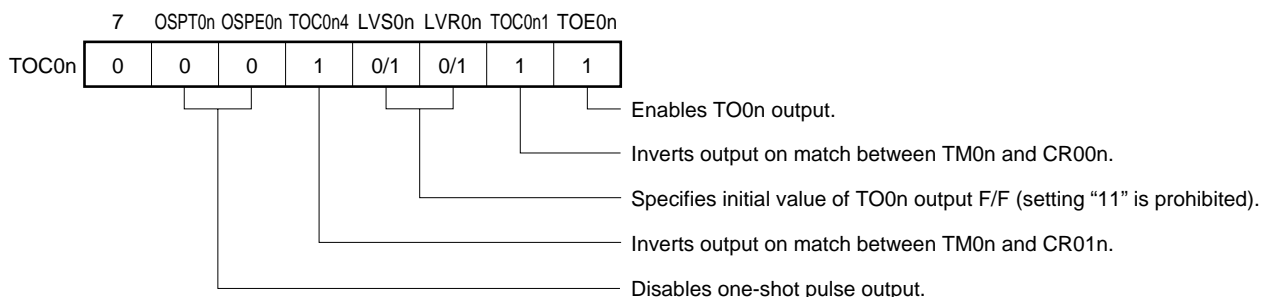 7 OSPT0n OSPE0n TOC0n4 LVS0n LVR0n TOC0n1 TOE0n
TOC0n 0 0 0 1 0/1 0/1 1 1
Enables TO0n output.
Inverts output on match between TM0n and CR00n.
Specifies initial value of TO0n output F/F (setting “11” is prohibited).
Inverts output on match between TM0n and CR01n.
Disables one-shot pulse output.